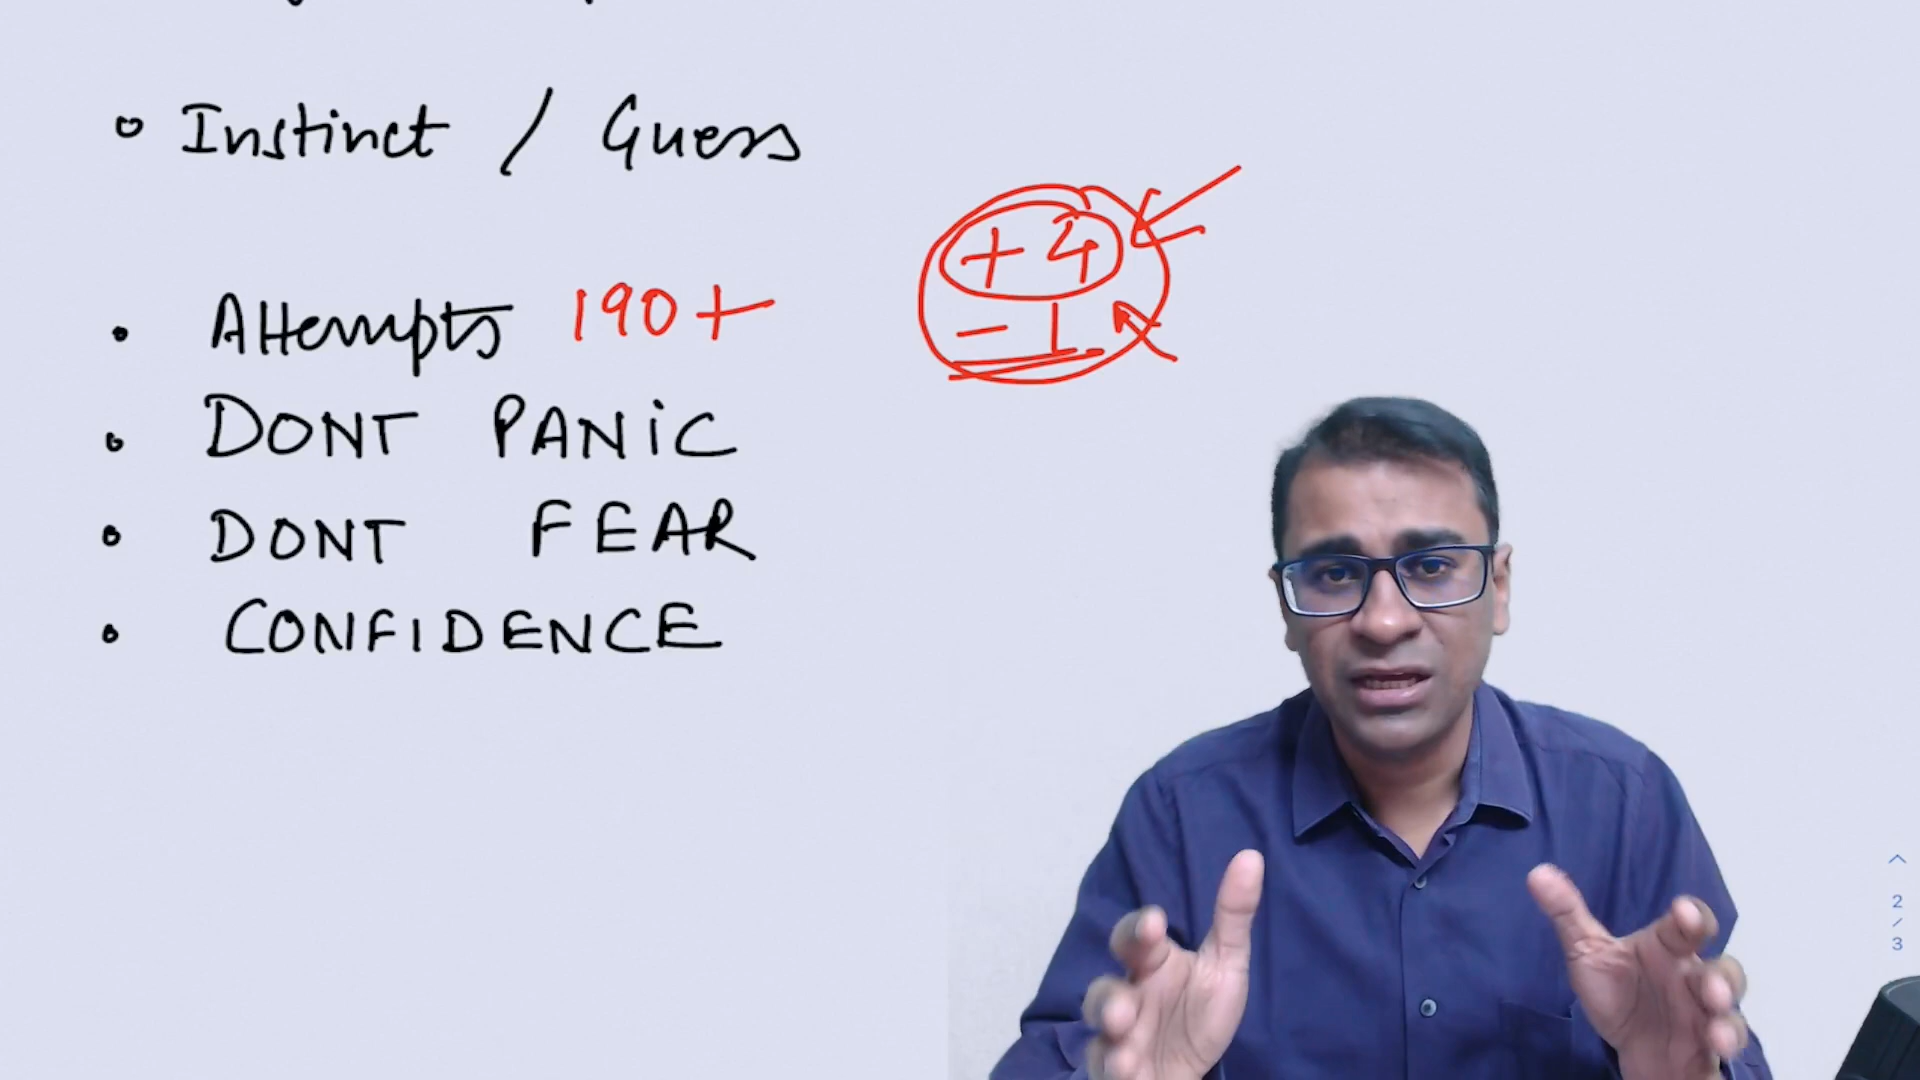 Instinct / Guess
+4
Attempts 190+
-1
DONT PANIC
DONT FEAR
CONFIDENCE
2
/
3